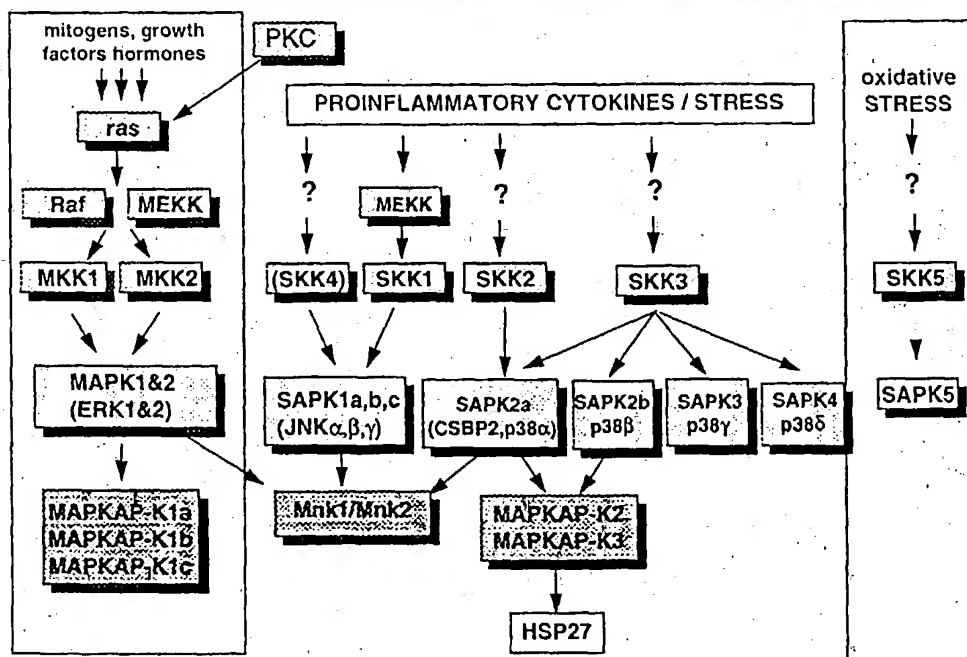 mitogens, growth
factors hormones
PKC
ras
Raf
MEKK
MKK1
MKK2
MAPK1&2
(ERK1&2)
MAPKAP-K1a
MAPKAP-K1b
MAPKAP-K1c
PROINFLAMMATORY CYTOKINES / STRESS
?
?
?
MEKK
(SKK4)
SKK1
SKK2
SKK3
SAPK1a,b,c
(JNKα,β,γ)
SAPK2a
(CSBP2,p38α)
SAPK2b
p38β
SAPK3
p38γ
SAPK4
p38δ
Mnk1/Mnk2
MAPKAP-K2
MAPKAP-K3
HSP27
oxidative
STRESS
?
SKK5
SAPK5